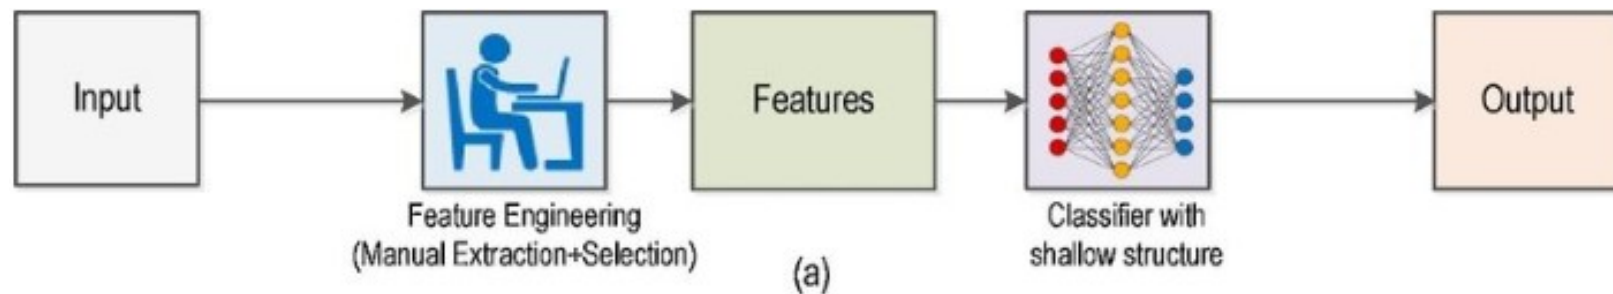 Input
Features
Output
Feature Engineering
(Manual Extraction+Selection)
Classifier with
shallow structure
(a)